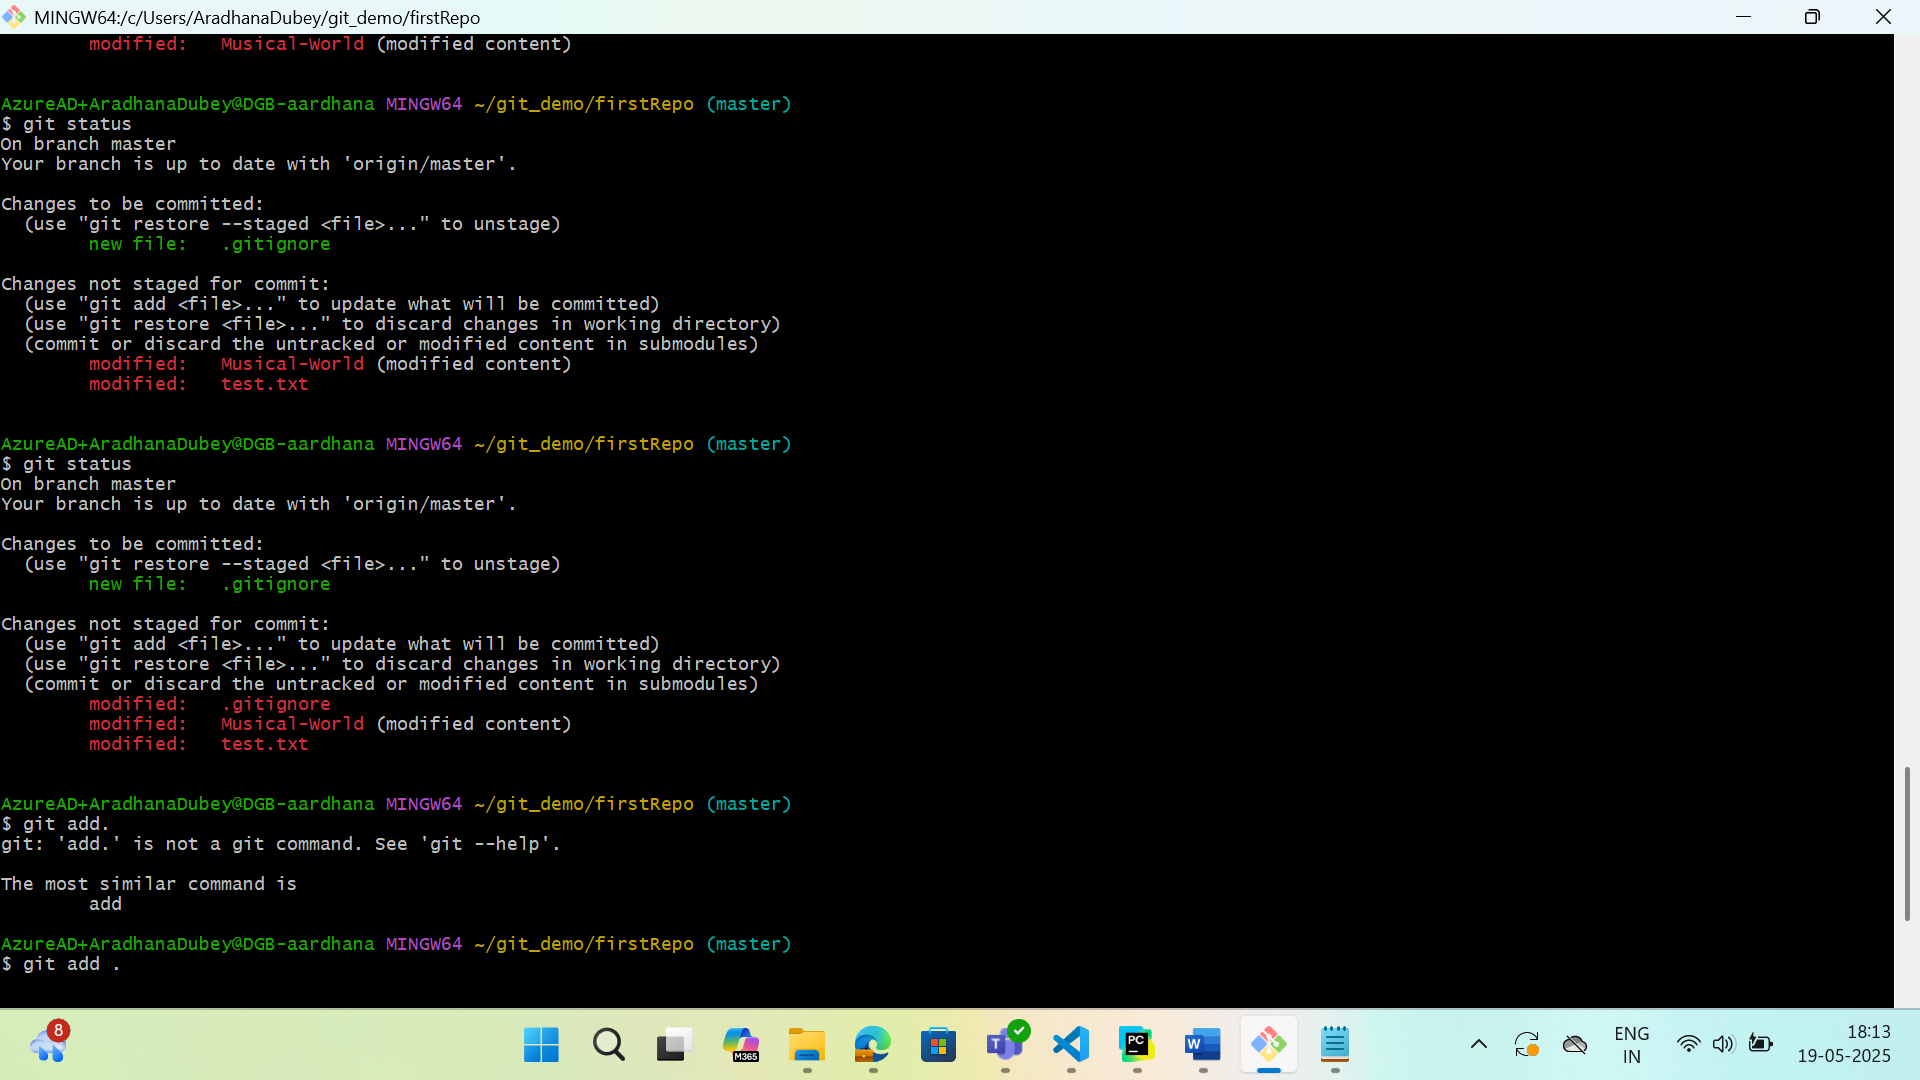 MINGW64:/c/Users/AradhanaDubey/git_demo/firstRepo
modified:   Musical-World (modified content)
AzureAD+AradhanaDubey@DGB-aardhana MINGW64 ~/git_demo/firstRepo (master)
$ git status
On branch master
Your branch is up to date with 'origin/master'.
Changes to be committed:
(use "git restore --staged <file>..." to unstage)
new file:   .gitignore
Changes not staged for commit:
(use "git add <file>..." to update what will be committed)
(use "git restore <file>..." to discard changes in working directory)
(commit or discard the untracked or modified content in submodules)
modified:   Musical-World (modified content)
modified:   test.txt
AzureAD+AradhanaDubey@DGB-aardhana MINGW64 ~/git_demo/firstRepo (master)
$ git status
On branch master
Your branch is up to date with 'origin/master'.
Changes to be committed:
(use "git restore --staged <file>..." to unstage)
new file:   .gitignore
Changes not staged for commit:
(use "git add <file>..." to update what will be committed)
(use "git restore <file>..." to discard changes in working directory)
(commit or discard the untracked or modified content in submodules)
modified:   .gitignore
modified:   Musical-World (modified content)
modified:   test.txt
AzureAD+AradhanaDubey@DGB-aardhana MINGW64 ~/git_demo/firstRepo (master)
$ git add.
git: 'add.' is not a git command. See 'git --help'.
The most similar command is
add
AzureAD+AradhanaDubey@DGB-aardhana MINGW64 ~/git_demo/firstRepo (master)
$ git add .
8
M365
T
PC
W
ENG
IN
18:13
19-05-2025